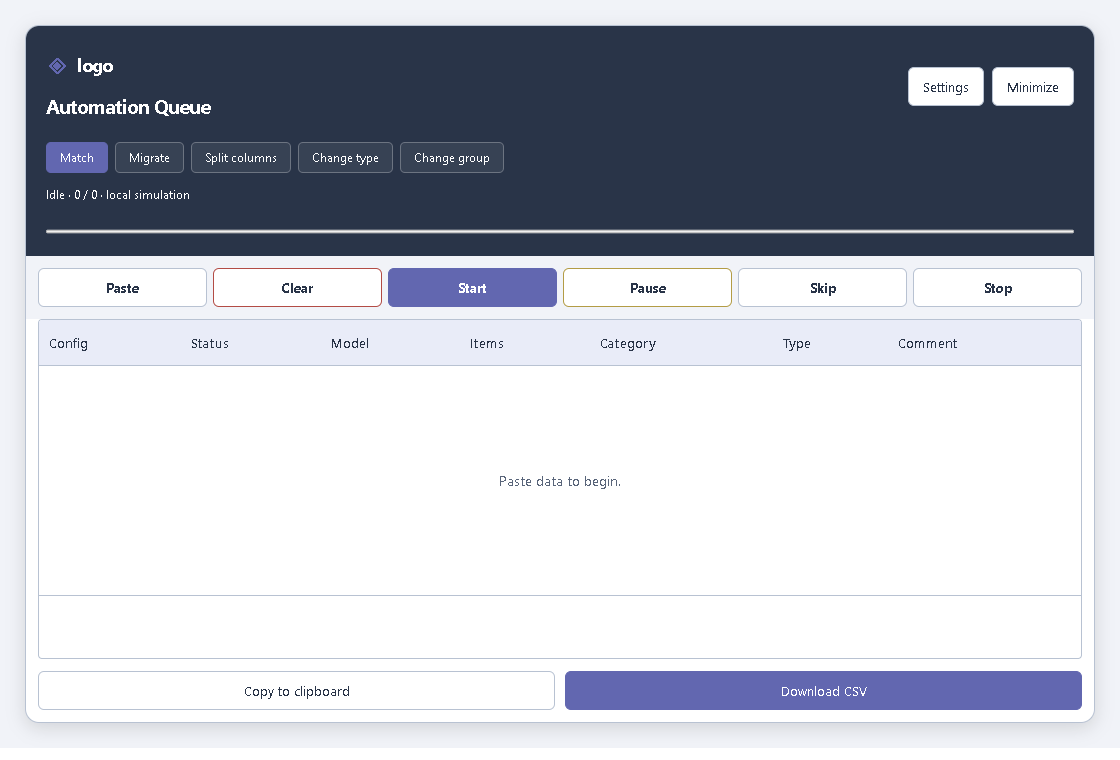 logo
Automation Queue
Settings
Minimize
Match
Migrate
Split columns
Change type
Change group
Idle · 0 / 0 · local simulation
Paste
Clear
Start
Pause
Skip
Stop
Config
Status
Model
Items
Category
Type
Comment
Paste data to begin.
Copy to clipboard
Download CSV